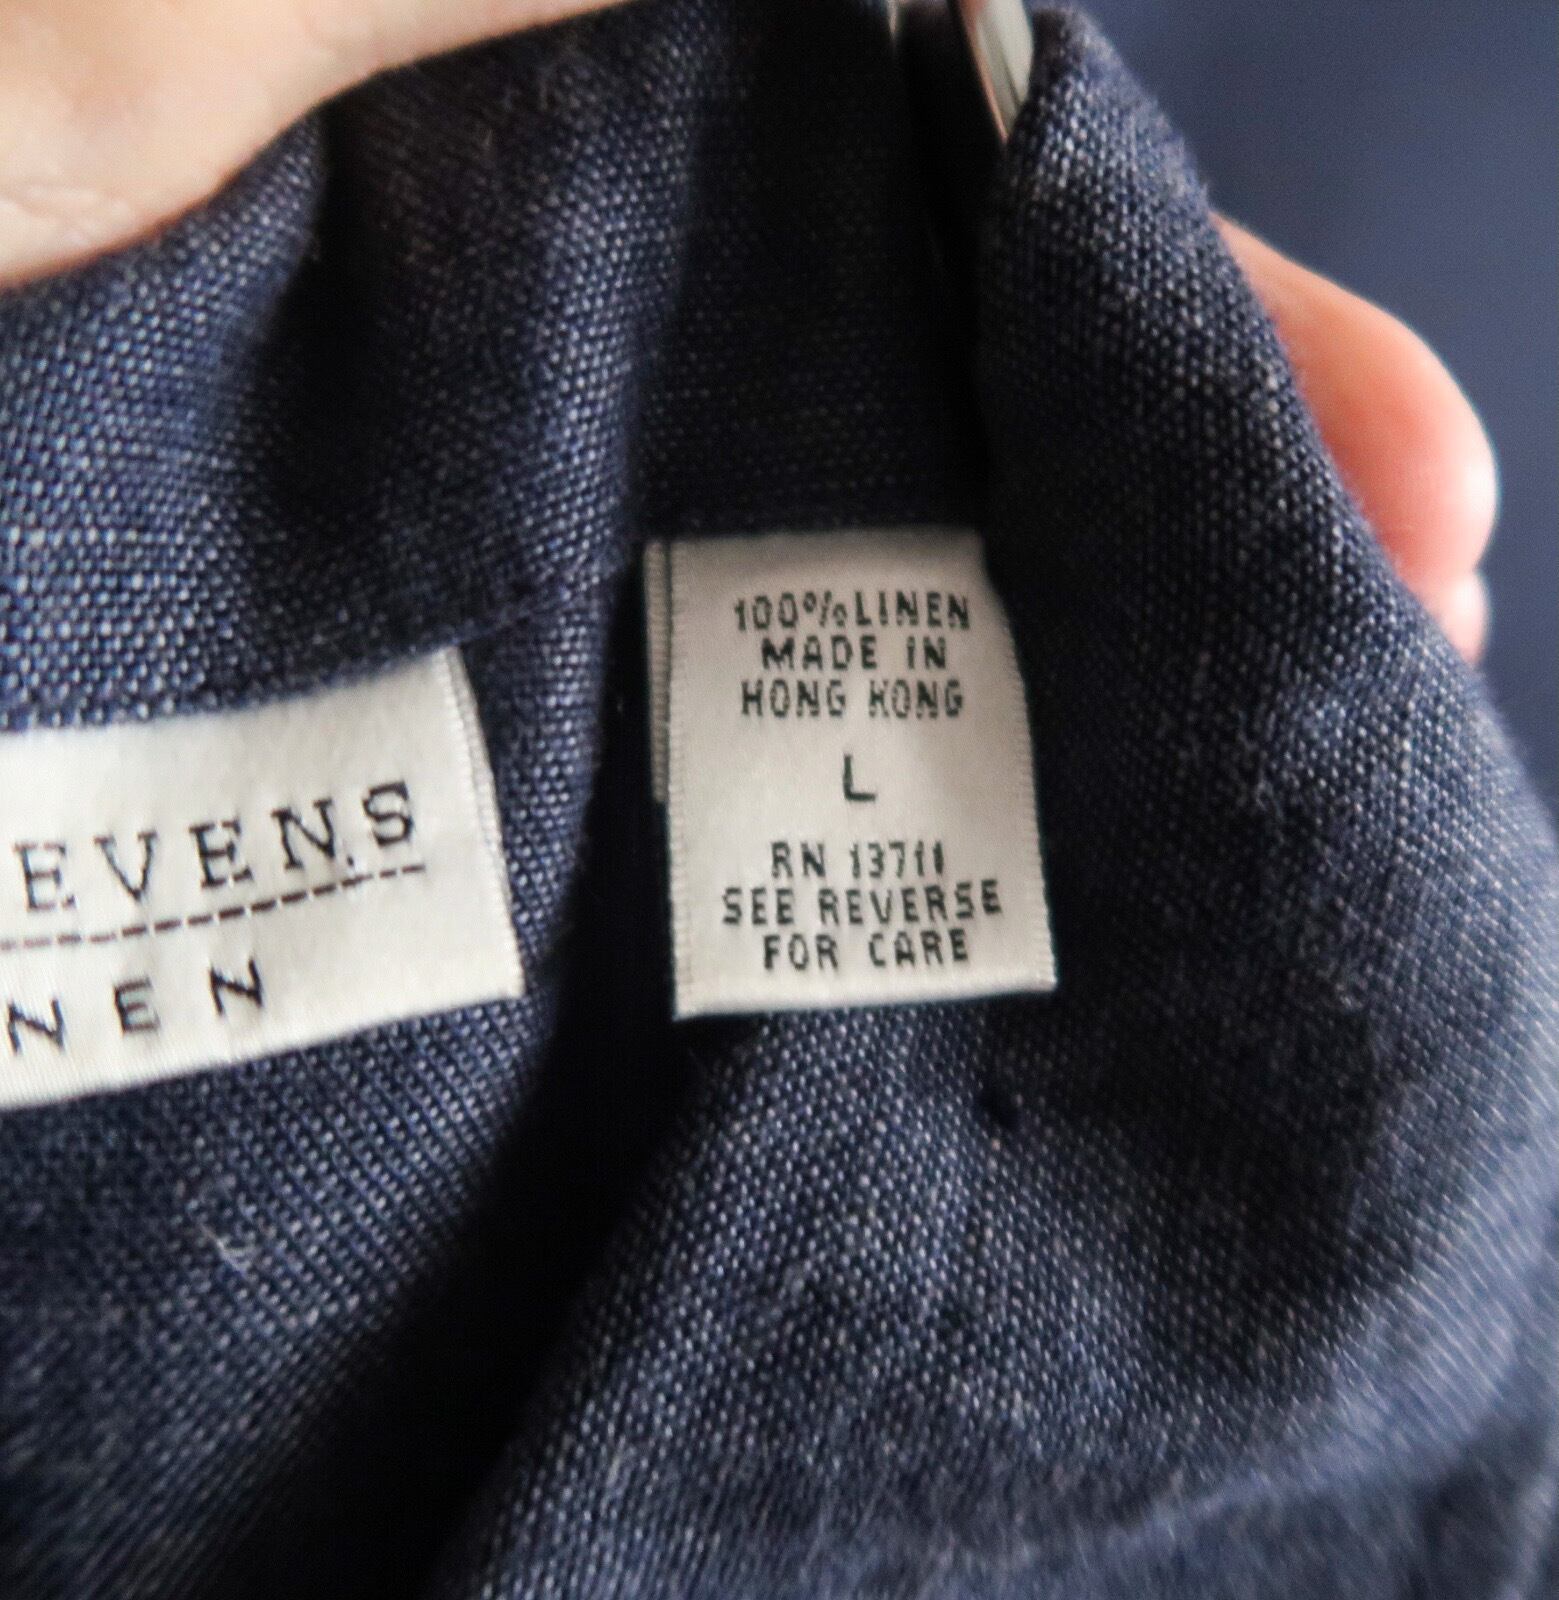 EVENS
NEN
100% LINEN
MADE IN
HONG KONG
L
RN 13711
SEE REVERSE
FOR CARE